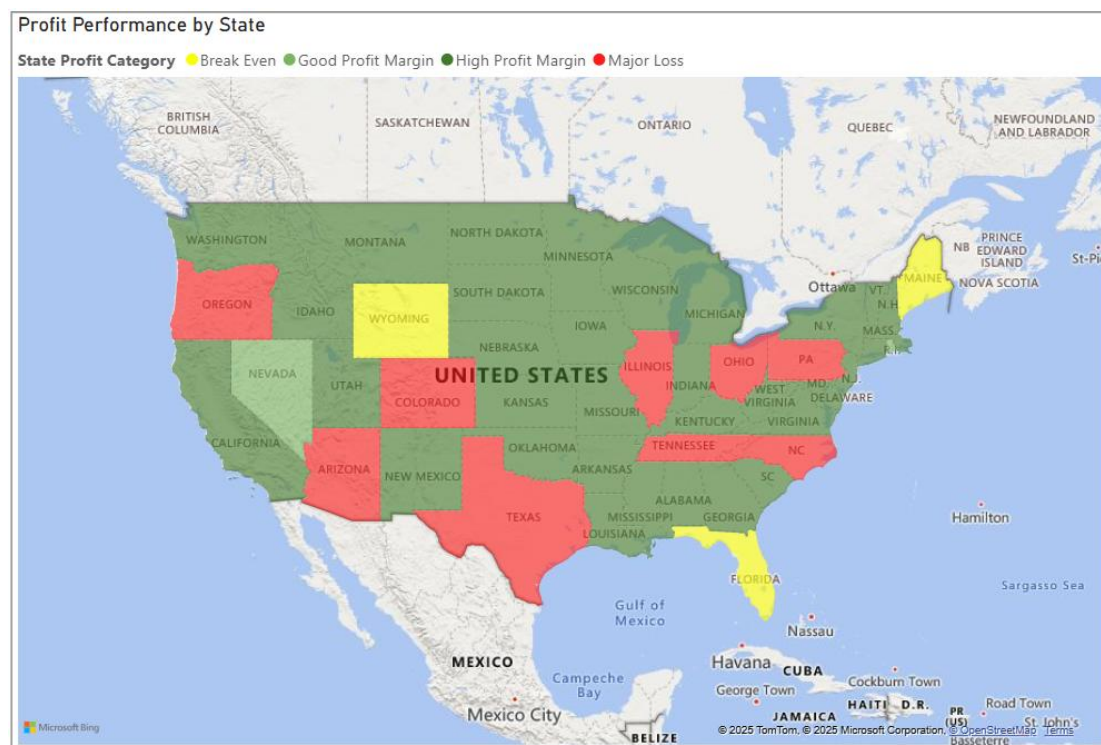 Profit Performance by State
State Profit Category Break Even Good Profit Margin High Profit Margin Major Loss
BRITISH
COLUMBIA
SASKATCHEWAN
ONTARIO
QUEBEC
NEWFOUNDLAND
AND LABRADOR
WASHINGTON
MONTANA
NORTH DAKOTA
MINNESOTA
NB
PRINCE
EDWARD
ISLAND
St-Pi
MAINE
Ottawa
NOVA SCOTIA
OREGON
IDAHO
WYOMING
SOUTH DAKOTA
WISCONSIN
MICHIGAN
VT.
N.H.
N.Y.
MASS.
R.I.
IOWA
NEBRASKA
NEVADA
UTAH
COLORADO
UNITED STATES
ILLINOIS
INDIANA
OHIO
PA
N.J.
MD.
DELAWARE
WEST
VIRGINIA
VIRGINIA
KANSAS
MISSOURI
KENTUCKY
CALIFORNIA
ARIZONA
NEW MEXICO
OKLAHOMA
ARKANSAS
TENNESSEE
NC
SC
TEXAS
MISSISSIPPI
ALABAMA
GEORGIA
LOUISIANA
FLORIDA
Hamilton
Sargasso Sea
Gulf of
Mexico
Nassau
MEXICO
Havana
CUBA
Campeche
Bay
Cockburn Town
George Town
HAITI
D.R.
PR
(US)
Road Town
St. John's
Mexico City
JAMAICA
BELIZE
Basseterre
Microsoft Bing
© 2025 TomTom, © 2025 Microsoft Corporation, © OpenStreetMap Terms